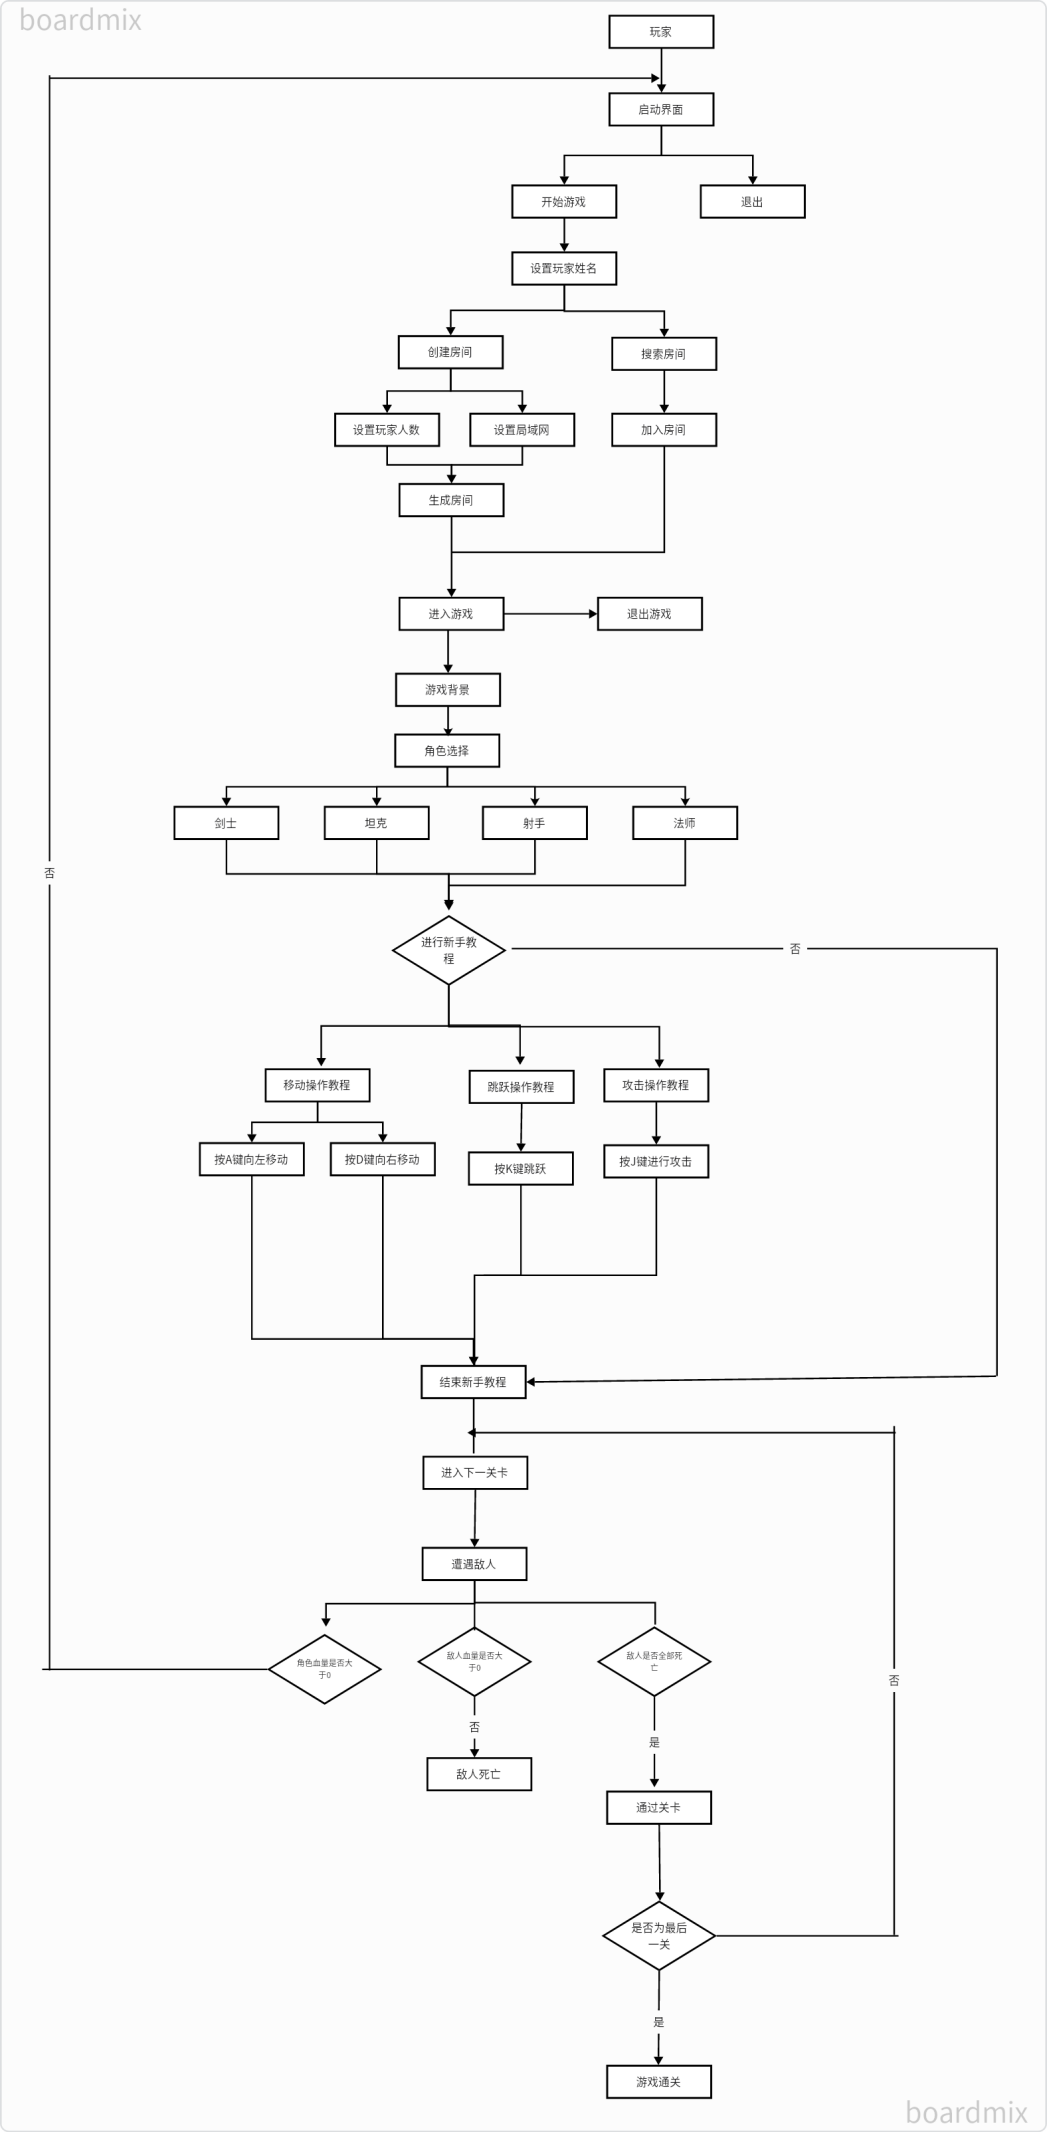 boardmix
玩家
启动界面
开始游戏
退出
设置玩家姓名
创建房间
搜索房间
设置玩家人数
设置局域网
加入房间
生成房间
进入游戏
退出游戏
游戏背景
角色选择
剑士
坦克
射手
法师
否
进行新手教
程
否
移动操作教程
跳跃操作教程
攻击操作教程
按A键向左移动
按D键向右移动
按K键跳跃
按J键进行攻击
结束新手教程
进入下一关卡
遭遇敌人
角色血量是否大
于0
敌人血量是否大
于0
敌人是否全部死
亡
否
否
是
敌人死亡
通过关卡
是否为最后
一关
是
游戏通关
boardmix